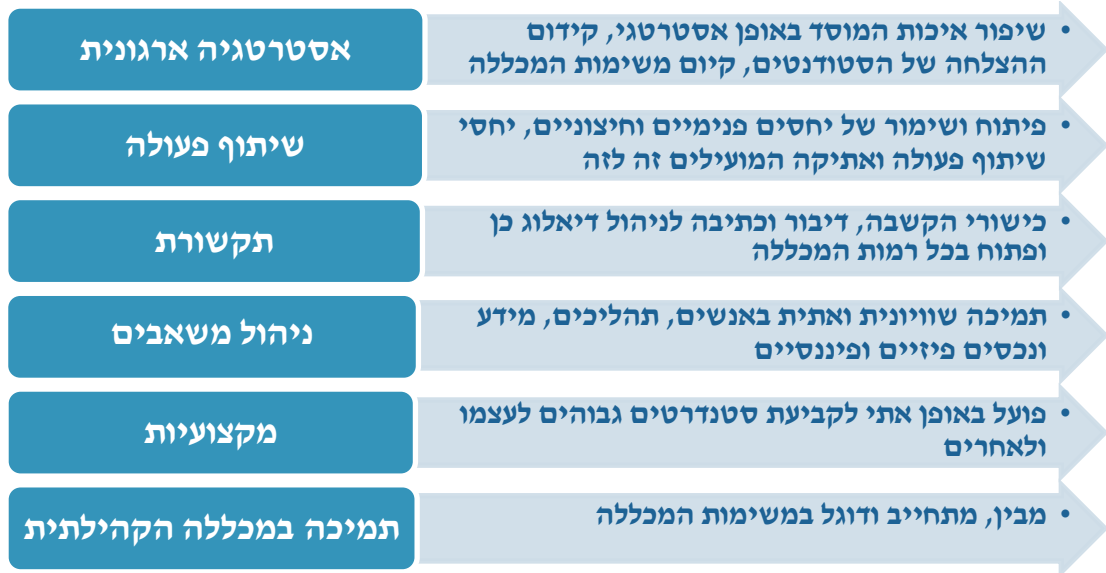 אסטרטגיה ארגונית
• שיפור איכות המוסד באופן אסטרטגי, קידום
ההצלחה של הסטודנטים, קיום משימות המכללה
שיתוף פעולה
• פיתוח ושימור של יחסים פנימיים וחיצוניים, יחסי
שיתוף פעולה ואתיקה המועילים זה לזה
תקשורת
• כישורי הקשבה, דיבור וכתיבה לניהול דיאלוג כן
ופתוח בכל רמות המכללה
ניהול משאבים
• תמיכה שוויונית ואתית באנשים, תהליכים, מידע
ונכסים פיזיים ופיננסיים
מקצועיות
• פועל באופן אתי לקביעת סטנדרטים גבוהים לעצמו
ולאחרים
תמיכה במכללה הקהילתית
• מבין, מתחייב ודוגל במשימות המכללה